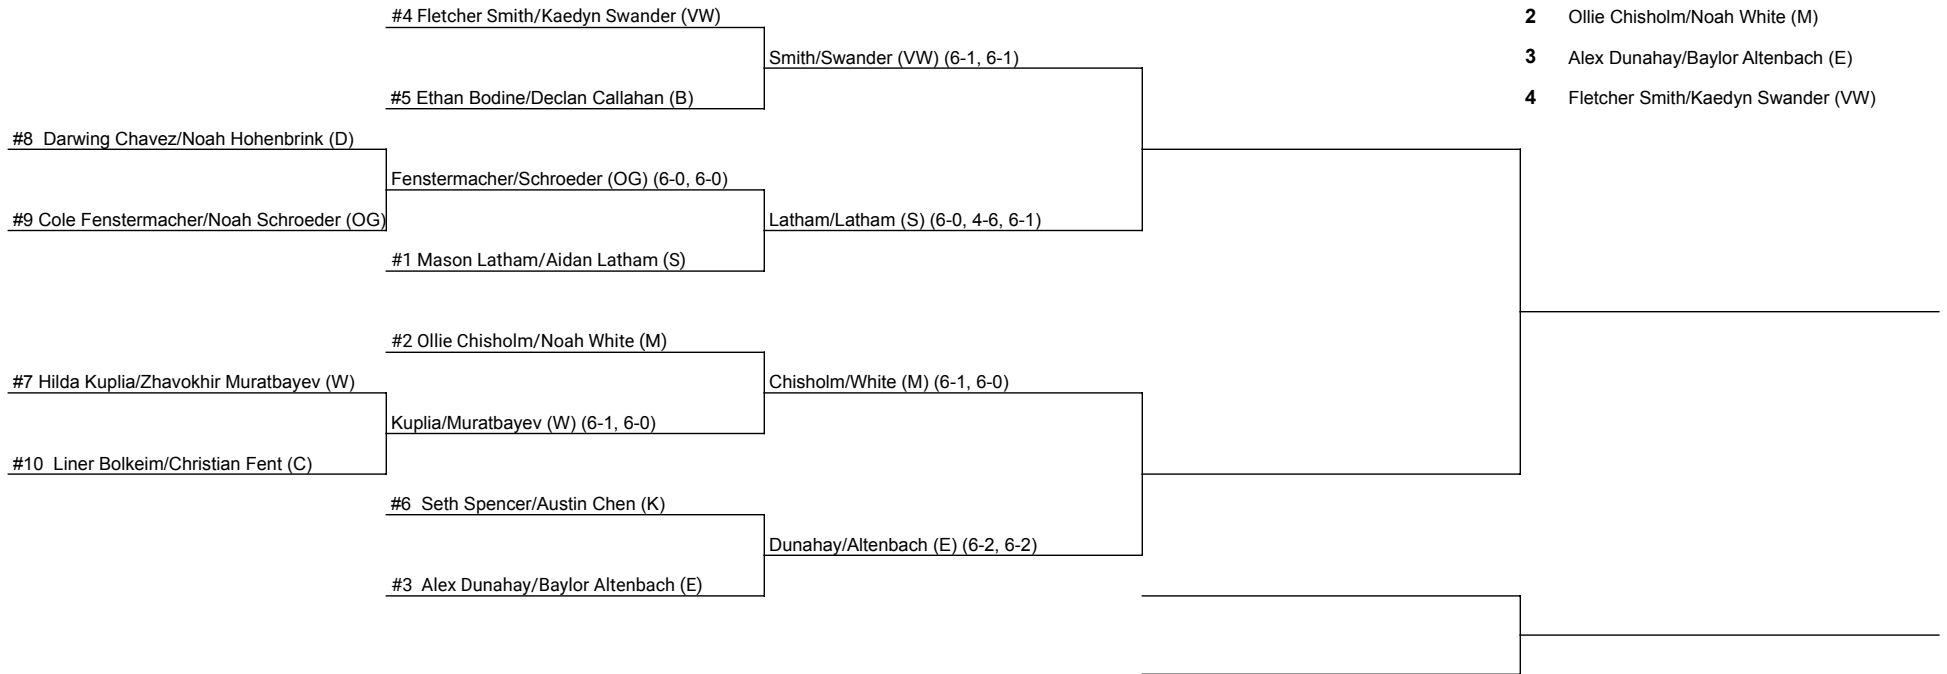 #4 Fletcher Smith/Kaedyn Swander (VW)
2 Ollie Chisholm/Noah White (M)
Smith/Swander (VW) (6-1, 6-1)
3 Alex Dunahay/Baylor Altenbach (E)
#5 Ethan Bodine/Declan Callahan (B)
4 Fletcher Smith/Kaedyn Swander (VW)
#8 Darwing Chavez/Noah Hohenbrink (D)
Fenstermacher/Schroeder (OG) (6-0, 6-0)
#9 Cole Fenstermacher/Noah Schroeder (OG)
Latham/Latham (S) (6-0, 4-6, 6-1)
#1 Mason Latham/Aidan Latham (S)
#2 Ollie Chisholm/Noah White (M)
#7 Hilda Kuplia/Zhavokhir Muratbayev (W)
Chisholm/White (M) (6-1, 6-0)
Kuplia/Muratbayev (W) (6-1, 6-0)
#10 Liner Bolkeim/Christian Fent (C)
#6 Seth Spencer/Austin Chen (K)
Dunahay/Altenbach (E) (6-2, 6-2)
#3 Alex Dunahay/Baylor Altenbach (E)